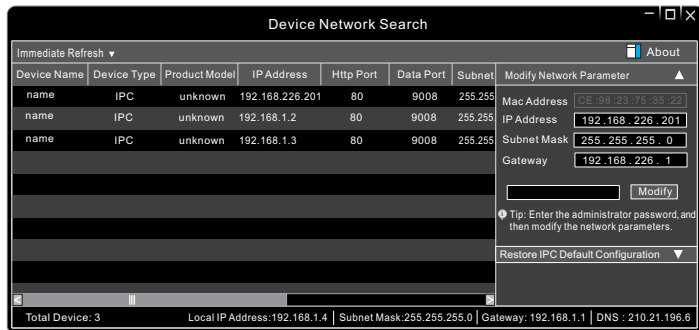 Device Network Search
Immediate Refresh ▼
About
Device Name Device Type Product Model IP Address Http Port Data Port Subnet
name IPC unknown 192.168.226.201 80 9008 255.255
name IPC unknown 192.168.1.2 80 9008 255.255
name IPC unknown 192.168.1.3 80 9008 255.255
Modify Network Parameter ▲
Mac Address CE:98:23:75:35:22
IP Address 192.168.226.201
Subnet Mask 255.255.255. 0
Gateway 192.168.226. 1
Modify
Tip: Enter the administrator password, and
then modify the network parameters.
Restore IPC Default Configuration ▼
Total Device: 3 Local IP Address:192.168.1.4 Subnet Mask:255.255.255.0 Gateway: 192.168.1.1 DNS : 210.21.196.6